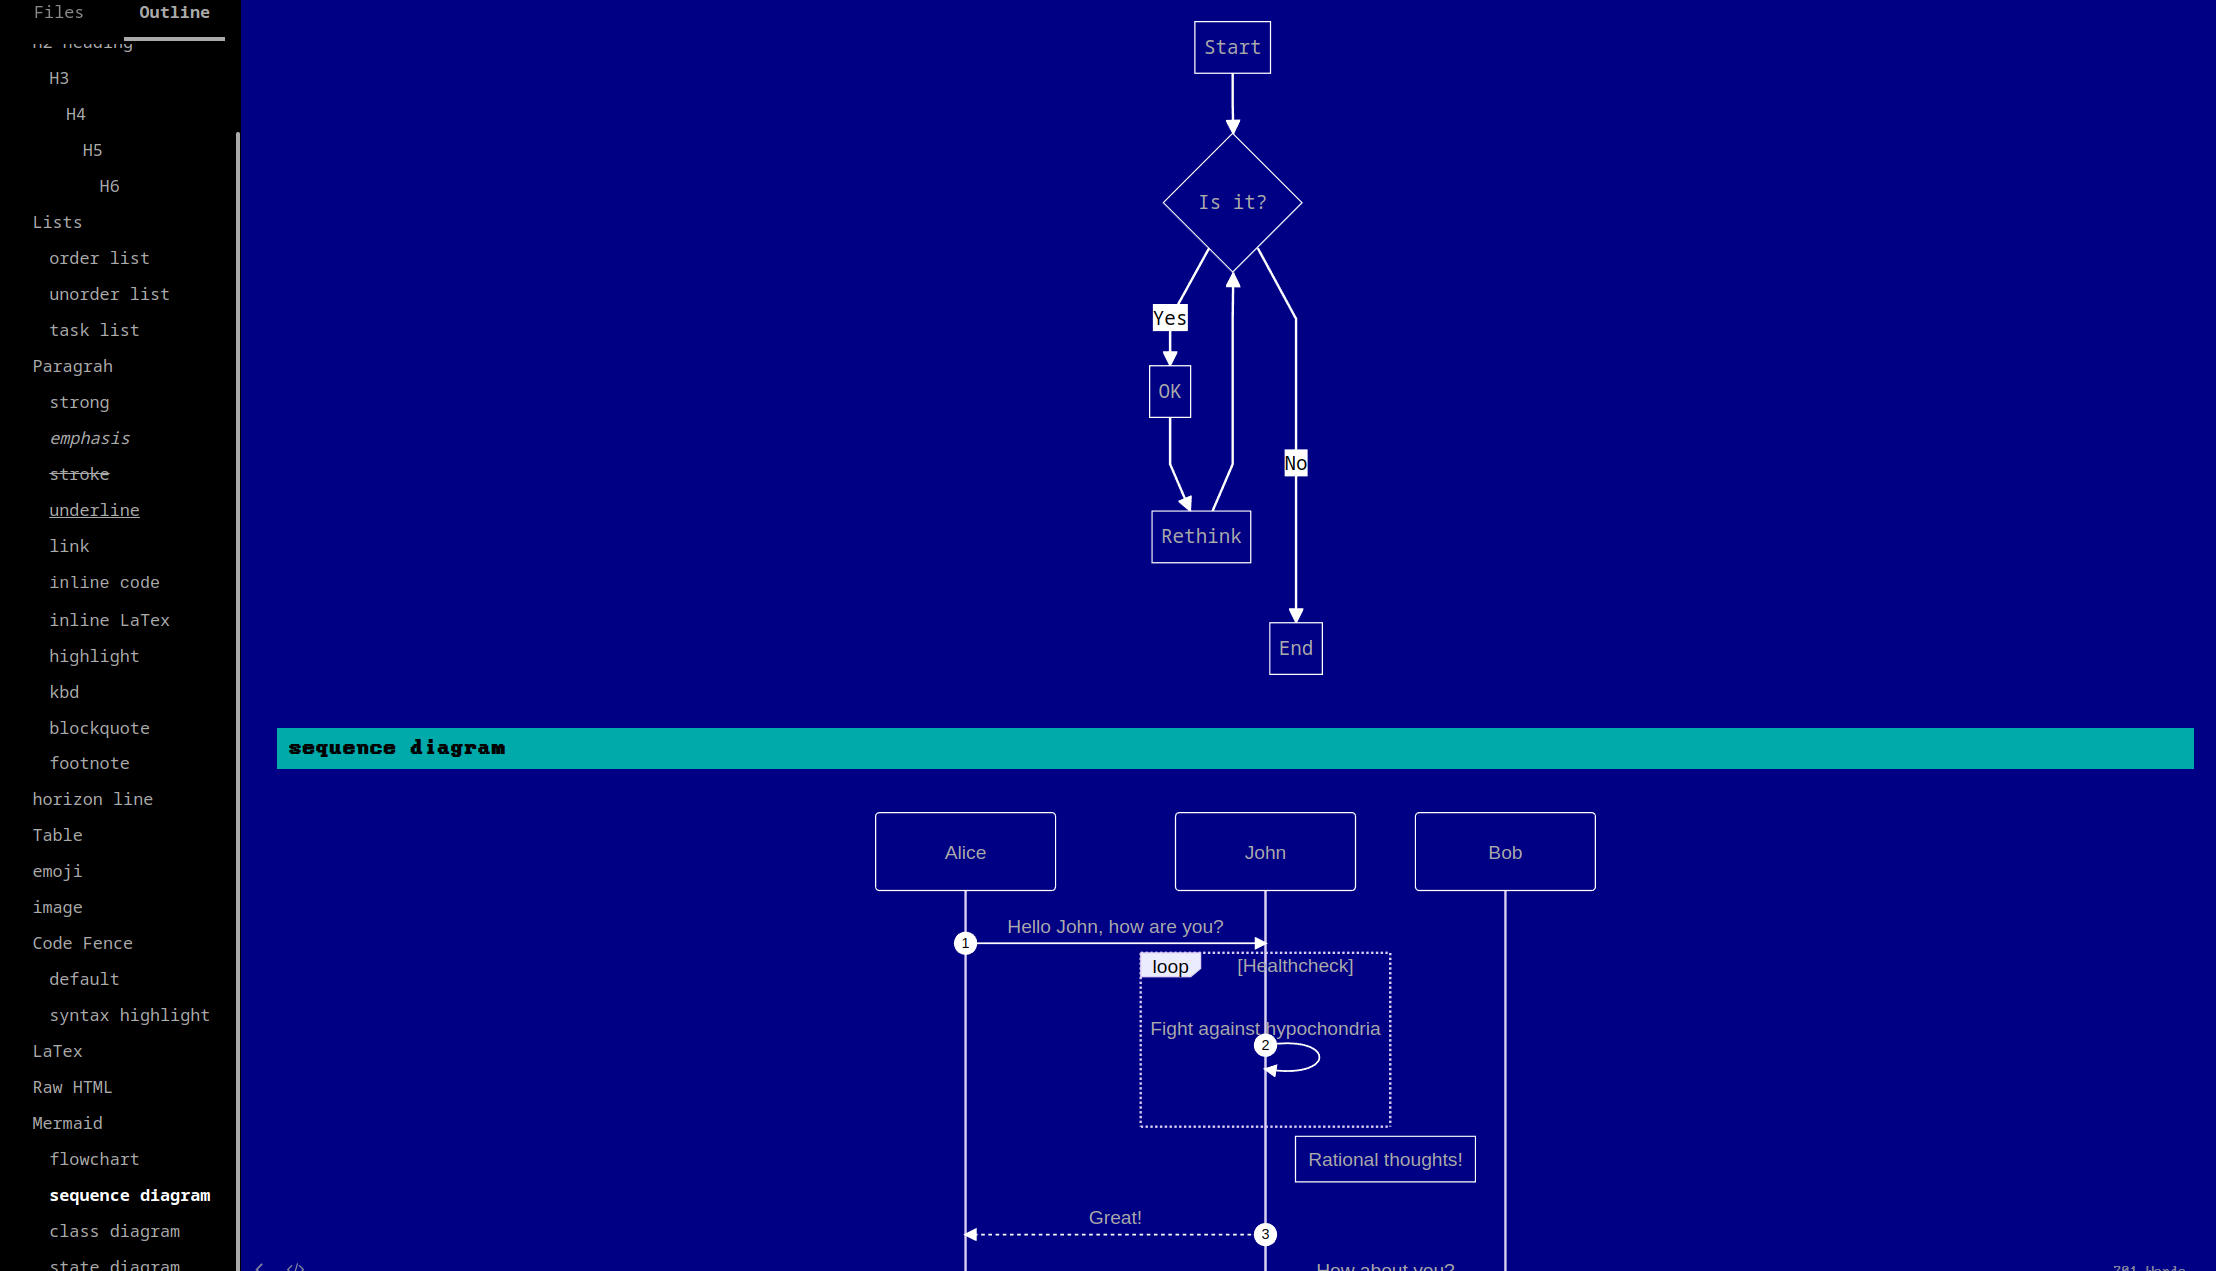 Files
Outline
H2 heading
H3
H4
H5
H6
Lists
order list
unorder list
task list
Paragrah
strong
emphasis
stroke
underline
link
inline code
inline LaTex
highlight
kbd
blockquote
footnote
horizon line
Table
emoji
image
Code Fence
default
syntax highlight
LaTex
Raw HTML
Mermaid
flowchart
sequence diagram
class diagram
state diagram
Start
Is it?
Yes
OK
No
Rethink
End
sequence diagram
Alice
John
Bob
Hello John, how are you?
1
loop
[Healthcheck]
Fight against hypochondria
2
Rational thoughts!
Great!
3
How about you?